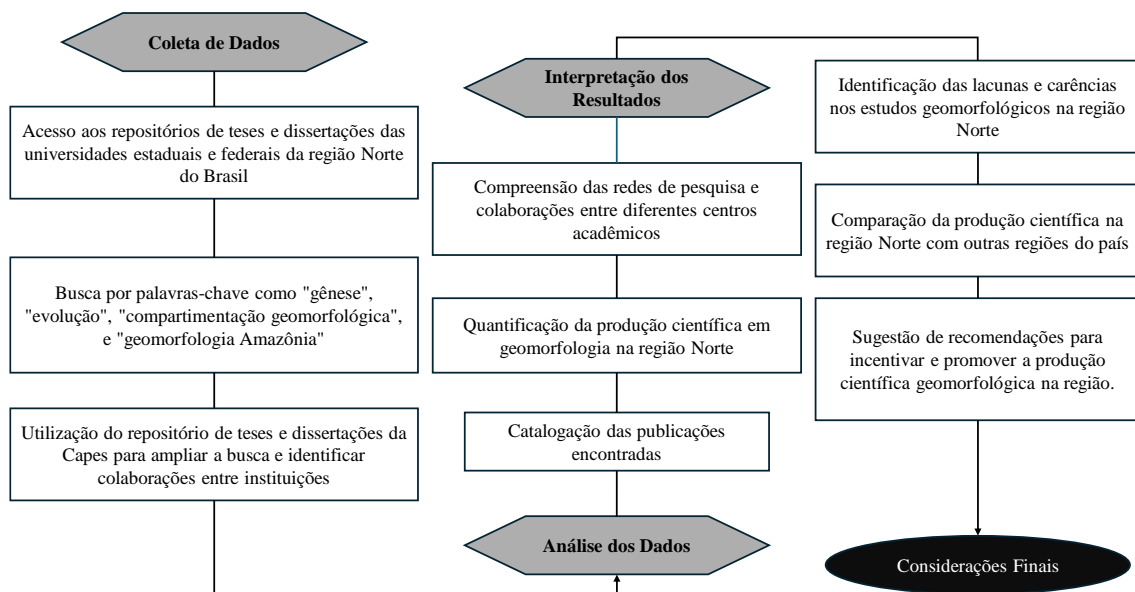 Coleta de Dados
Acesso aos repositórios de teses e dissertações das
universidades estaduais e federais da região Norte
do Brasil
Busca por palavras-chave como "gênese",
"evolução", "compartimentação geomorfológica",
e "geomorfologia Amazônia"
Utilização do repositório de teses e dissertações da
Capes para ampliar a busca e identificar
colaborações entre instituições
Interpretação dos
Resultados
Compreensão das redes de pesquisa e
colaborações entre diferentes centros
acadêmicos
Quantificação da produção científica em
geomorfologia na região Norte
Catalogação das publicações
encontradas
Análise dos Dados
Identificação das lacunas e carências
nos estudos geomorfológicos na região
Norte
Comparação da produção científica na
região Norte com outras regiões do país
Sugestão de recomendações para
incentivar e promover a produção
científica geomorfológica na região.
Considerações Finais